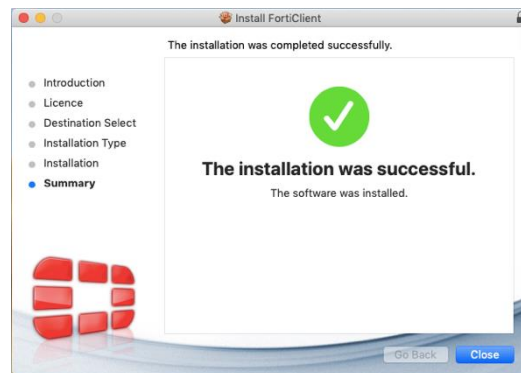 Install FortiClient
The installation was completed successfully.
Introduction
Licence
Destination Select
Installation Type
Installation
Summary
The installation was successful.
The software was installed.
Go Back
Close